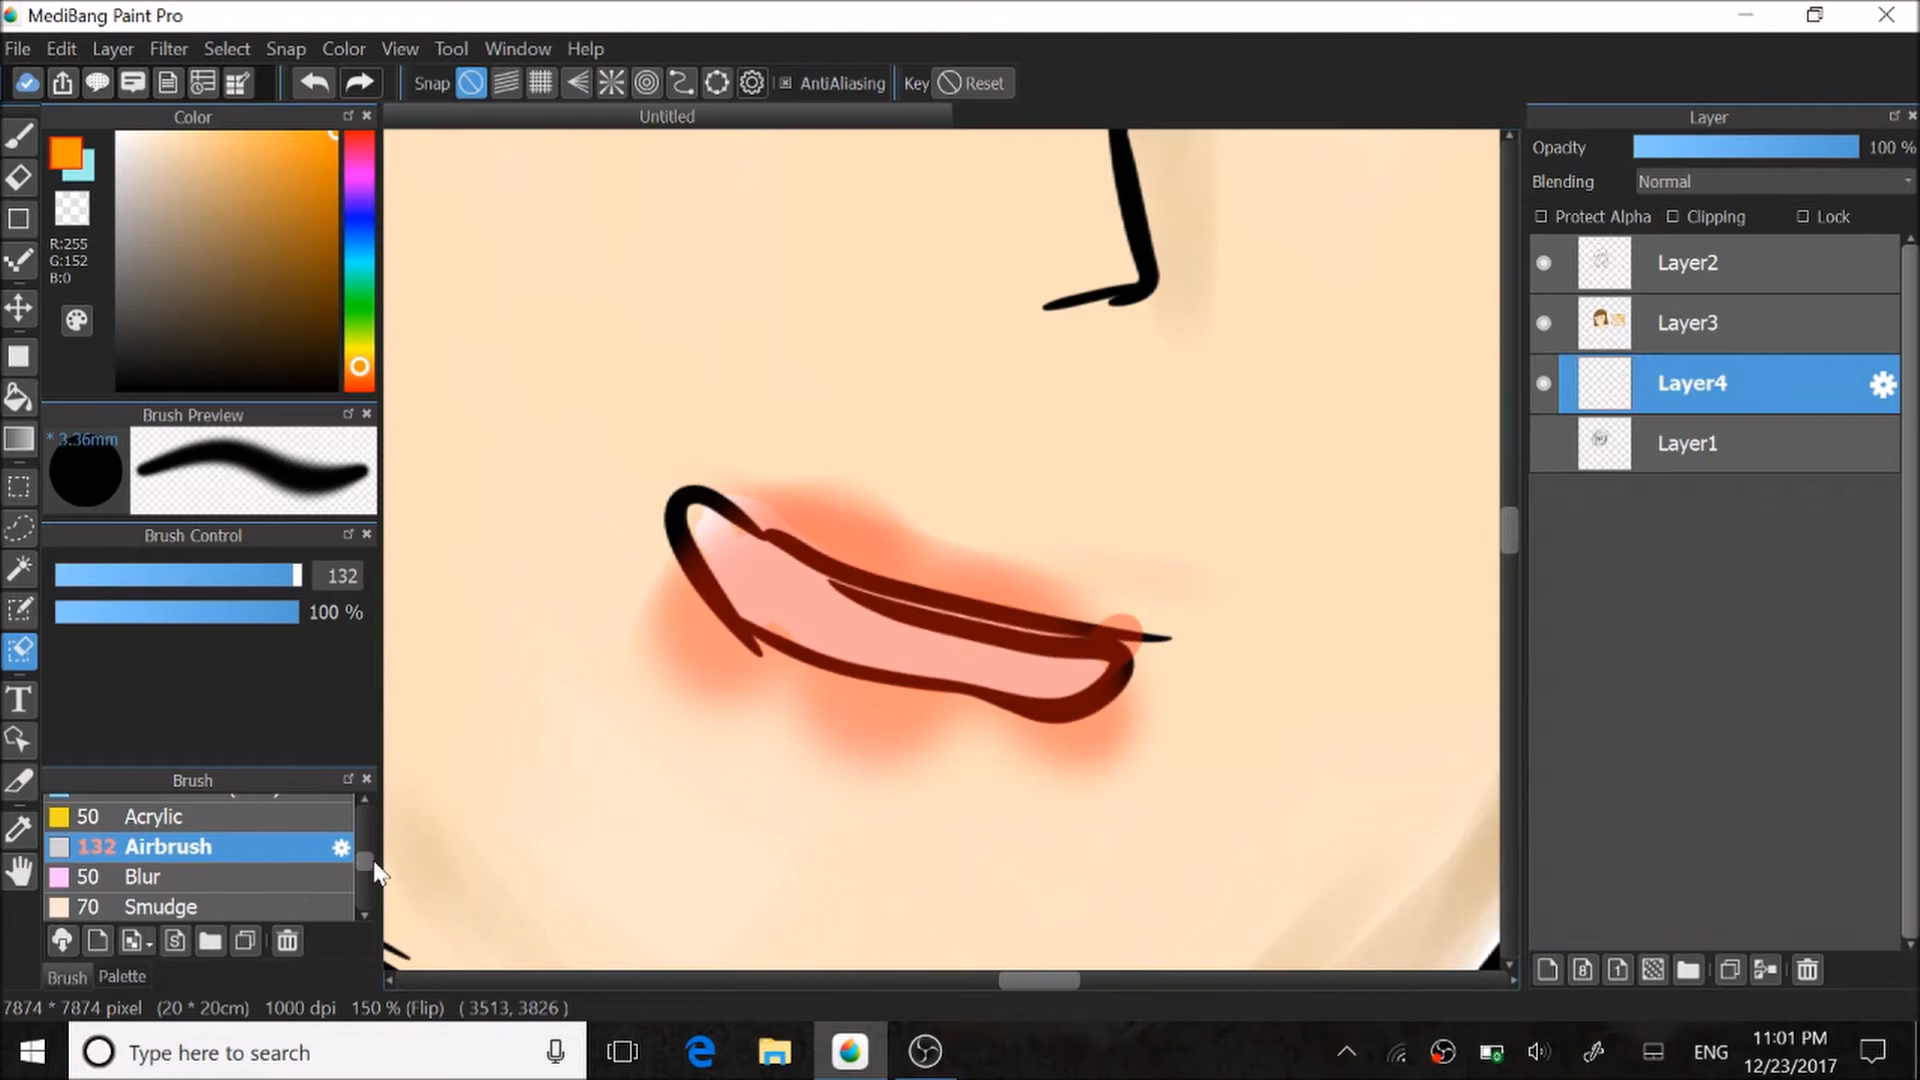 MediBang Paint Pro
File Edit Layer Filter Select Snap Color View Tool Window Help
Snap AntiAliasing Key Reset
Color
Untitled
Layer
R:255
G:152
B:0
Opacity 100 %
Blending Normal
Protect Alpha Clipping Lock
Layer2
Layer3
Layer4
Layer1
Brush Preview
* 3.36mm
Brush Control
132
100 %
T
Brush
50 Acrylic
132 Airbrush
50 Blur
70 Smudge
S
8
1
Brush Palette
7874 * 7874 pixel (20 * 20cm) 1000 dpi 150 % (Flip) ( 3513, 3826 )
Type here to search
ENG
11:01 PM
12/23/2017